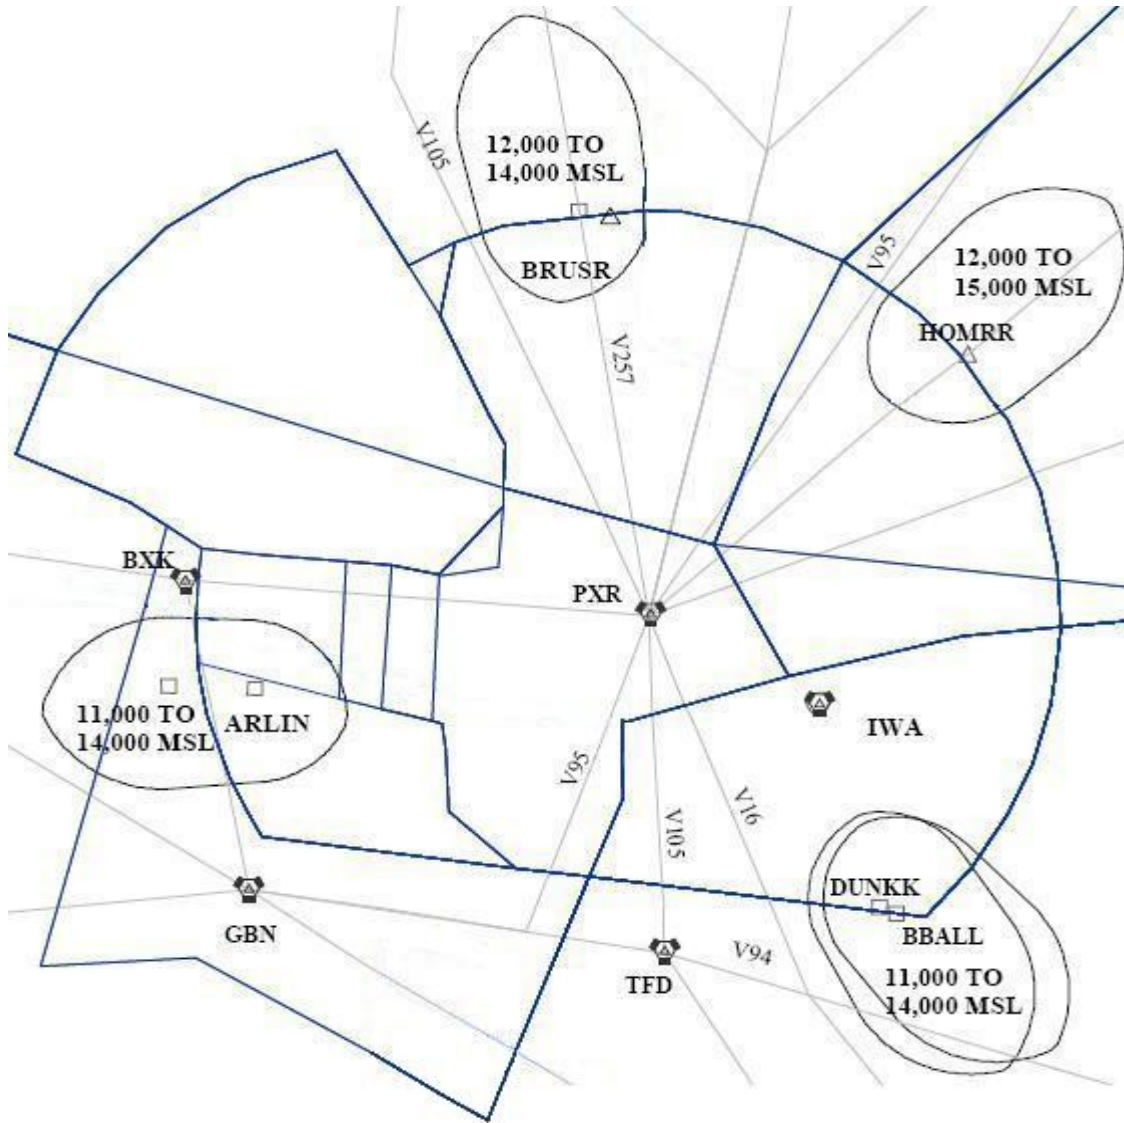 V105
12,000 TO
14,000 MSL
BRUSR
V257
V95
12,000 TO
15,000 MSL
HOMRR
BXK
PXR
11,000 TO
14,000 MSL
ARLIN
IWA
V95
V105
V16
GBN
TFD
V94
DUNKK
BBALL
11,000 TO
14,000 MSL